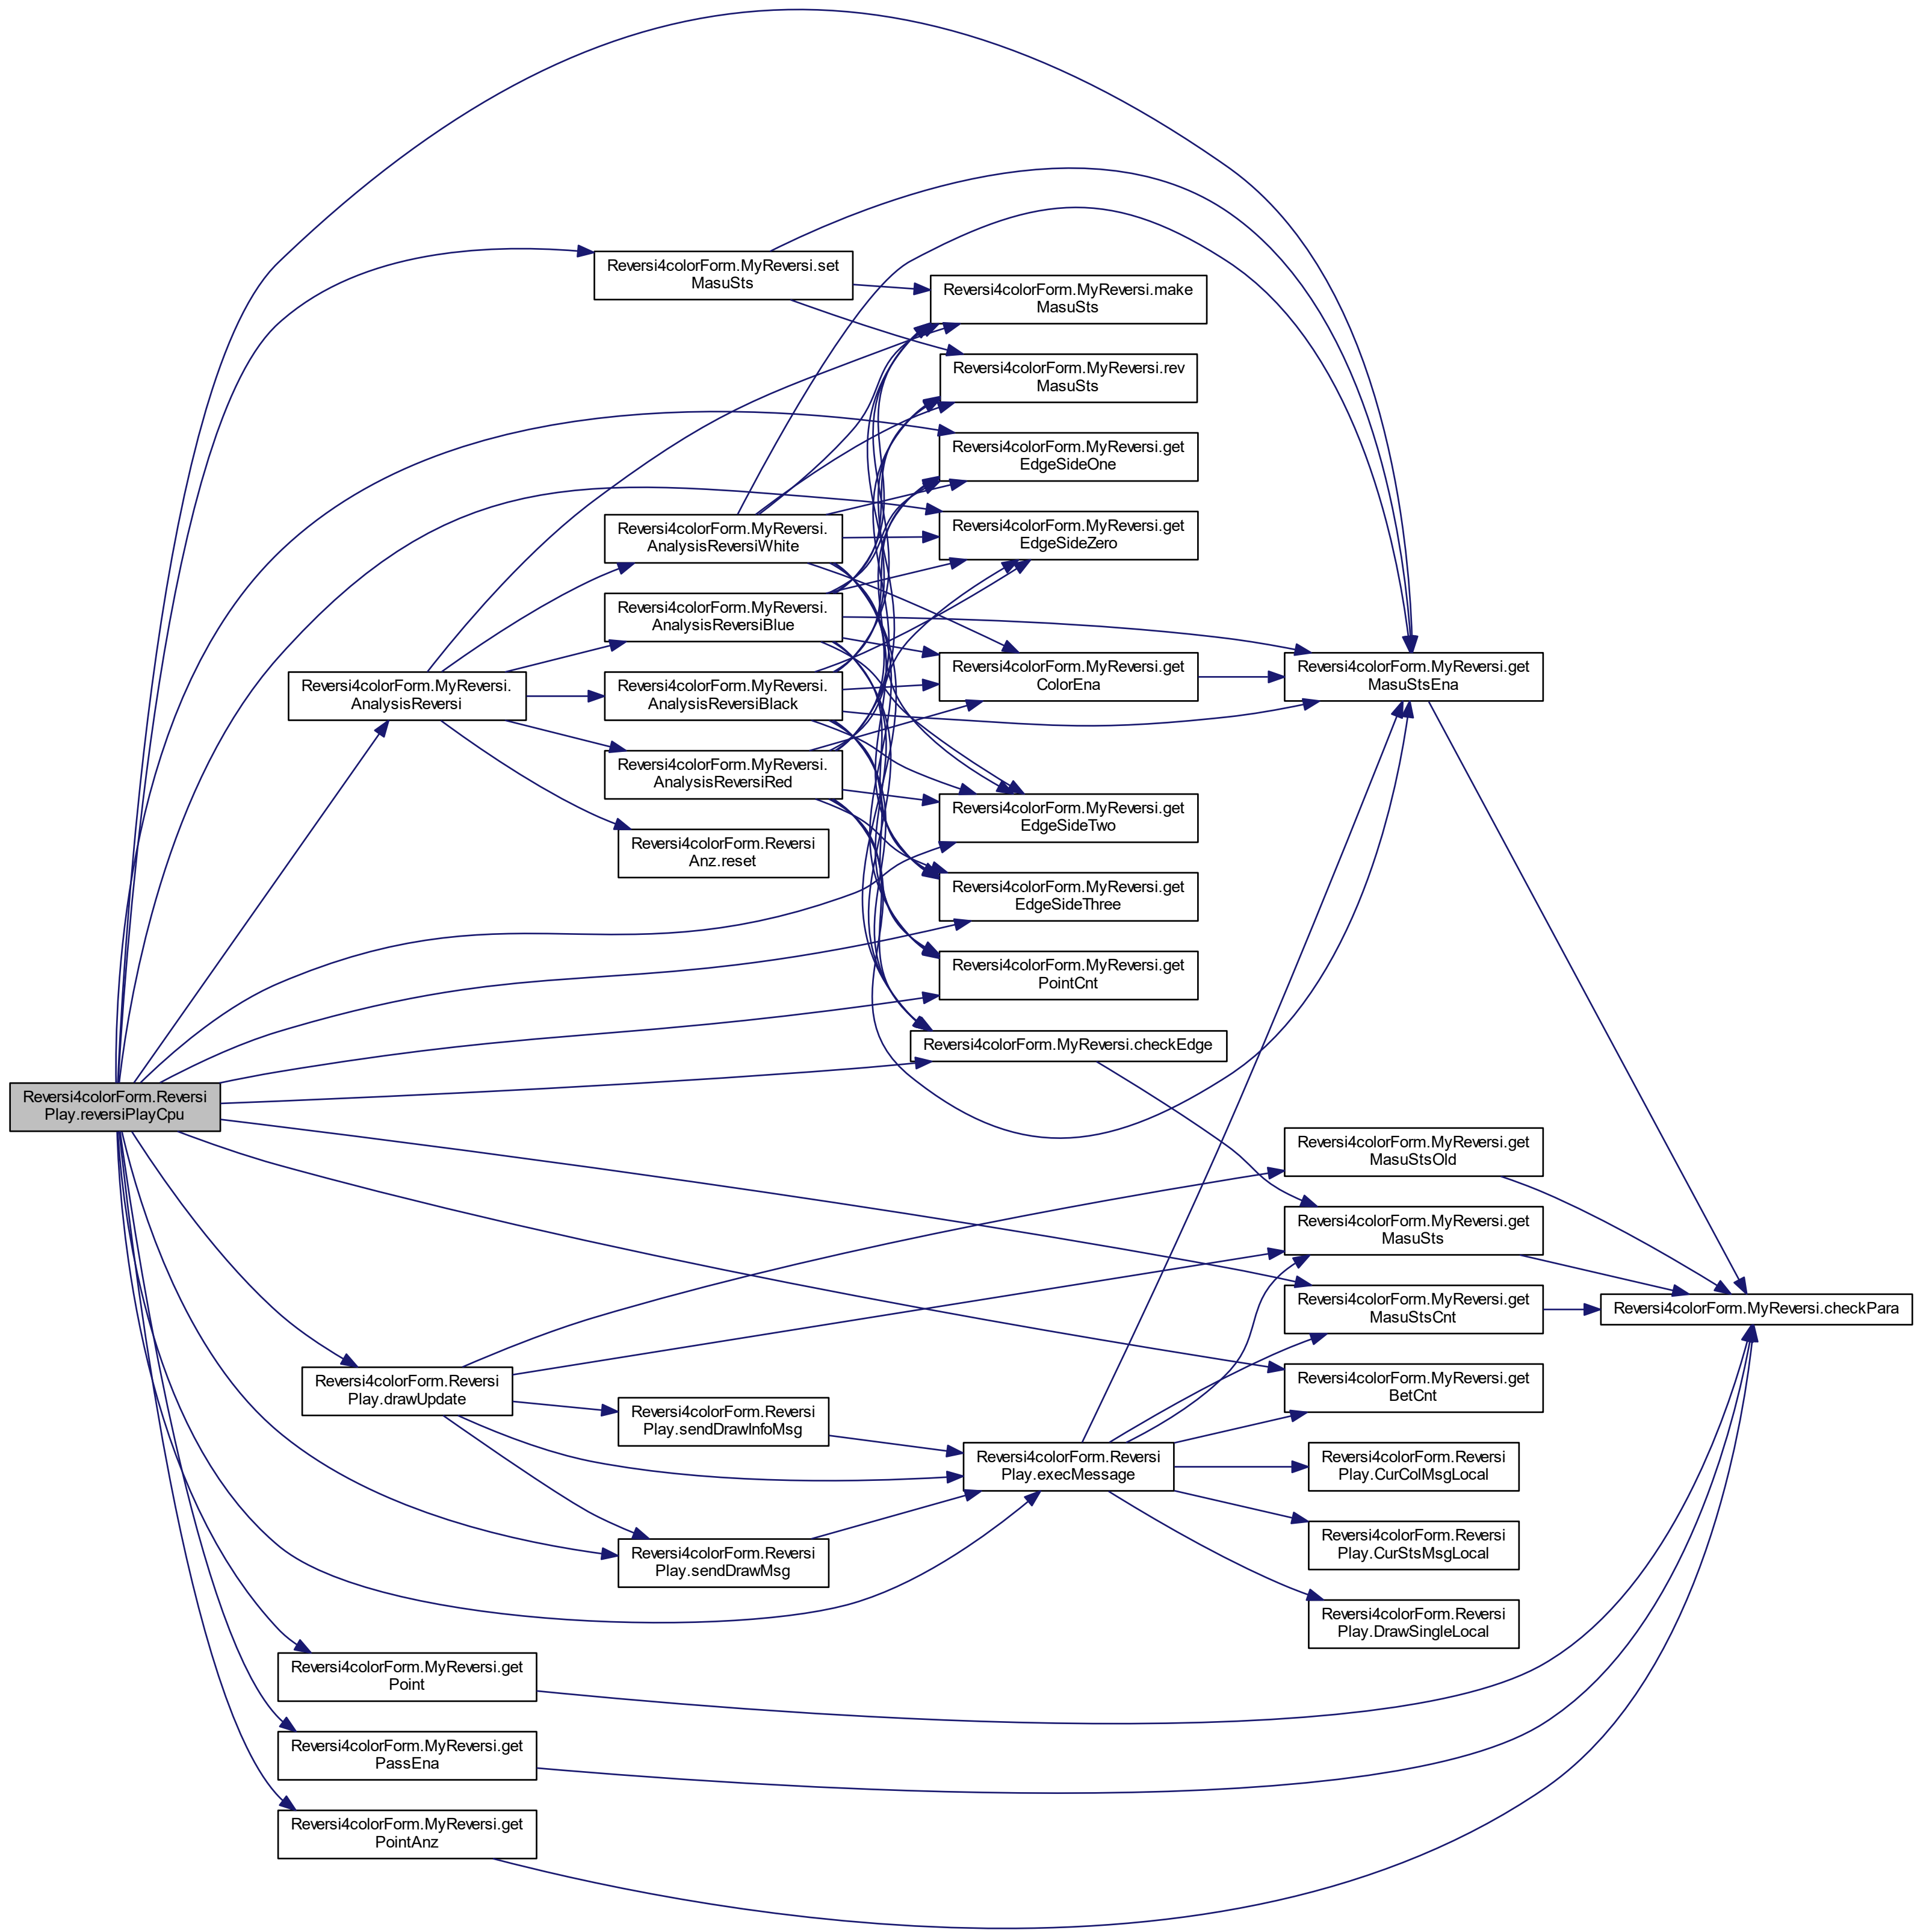 Reversi4colorForm.MyReversi.set
MasuSts
Reversi4colorForm.MyReversi.make
MasuSts
Reversi4colorForm.MyReversi.rev
MasuSts
Reversi4colorForm.MyReversi.get
EdgeSideOne
Reversi4colorForm.MyReversi.get
EdgeSideZero
Reversi4colorForm.MyReversi.
AnalysisReversiWhite
Reversi4colorForm.MyReversi.
AnalysisReversiBlue
Reversi4colorForm.MyReversi.
AnalysisReversi
Reversi4colorForm.MyReversi.
AnalysisReversiBlack
Reversi4colorForm.MyReversi.get
ColorEna
Reversi4colorForm.MyReversi.get
MasuStsEna
Reversi4colorForm.MyReversi.
AnalysisReversiRed
Reversi4colorForm.MyReversi.get
EdgeSideTwo
Reversi4colorForm.Reversi
Anz.reset
Reversi4colorForm.MyReversi.get
EdgeSideThree
Reversi4colorForm.MyReversi.get
PointCnt
Reversi4colorForm.MyReversi.checkEdge
Reversi4colorForm.Reversi
Play.reversiPlayCpu
Reversi4colorForm.MyReversi.get
MasuStsOld
Reversi4colorForm.MyReversi.get
MasuSts
Reversi4colorForm.MyReversi.get
MasuStsCnt
Reversi4colorForm.MyReversi.checkPara
Reversi4colorForm.Reversi
Play.drawUpdate
Reversi4colorForm.MyReversi.get
BetCnt
Reversi4colorForm.Reversi
Play.sendDrawInfoMsg
Reversi4colorForm.Reversi
Play.execMessage
Reversi4colorForm.Reversi
Play.CurColMsgLocal
Reversi4colorForm.Reversi
Play.CurStsMsgLocal
Reversi4colorForm.Reversi
Play.sendDrawMsg
Reversi4colorForm.Reversi
Play.DrawSingleLocal
Reversi4colorForm.MyReversi.get
Point
Reversi4colorForm.MyReversi.get
PassEna
Reversi4colorForm.MyReversi.get
PointAnz